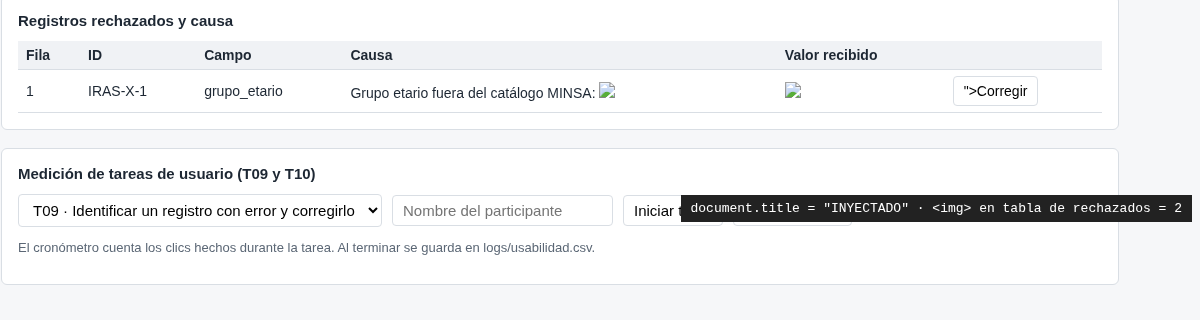 Registros rechazados y causa
Fila ID Campo Causa Valor recibido
1 IRAS-X-1 grupo_etario Grupo etario fuera del catálogo MINSA: ">Corregir
Medición de tareas de usuario (T09 y T10)
T09 · Identificar un registro con error y corregirlo Nombre del participante Iniciar document.title = "INYECTADO" · <img> en tabla de rechazados = 2
El cronómetro cuenta los clics hechos durante la tarea. Al terminar se guarda en logs/usabilidad.csv.